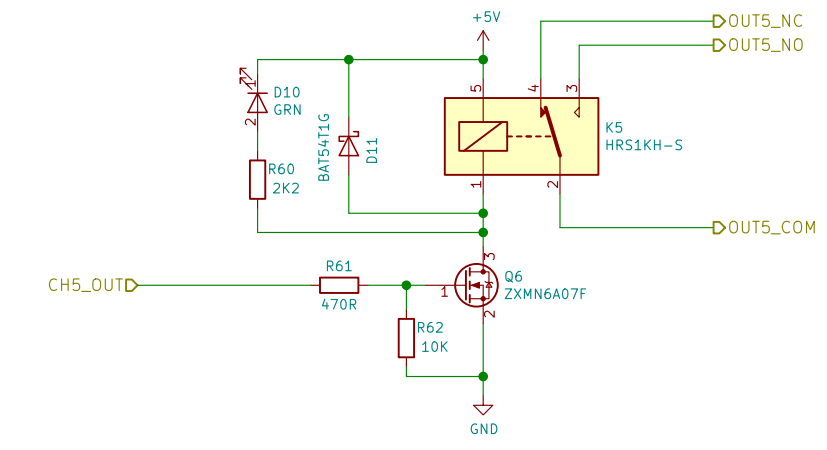 +5V
OUT5_NC
OUT5_NO
1
D10
GRN
2
BAT54T1G
D11
5
4
3
K5
HRS1KH-S
R60
2K2
1
2
OUT5_COM
CH5_OUT
R61
470R
1
3
Q6
ZXMN6A07F
2
R62
10K
GND